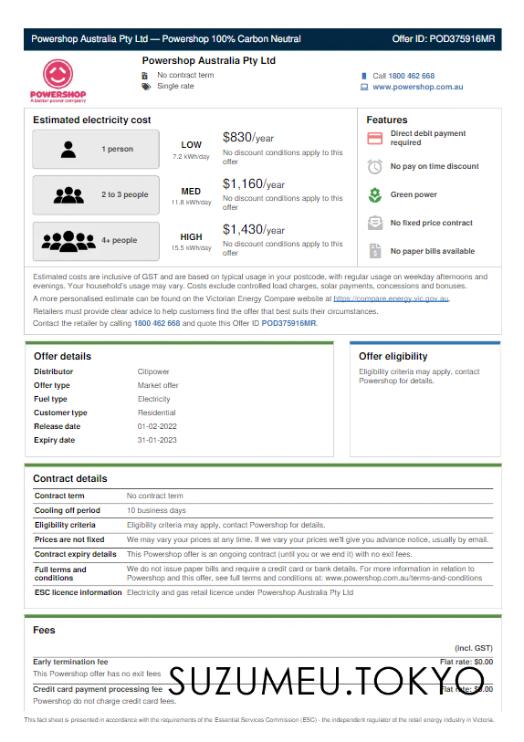 Powershop Australia Pty Ltd — Powershop 100% Carbon Neutral Offer ID: POD375916MR
Powershop Australia Pty Ltd
No contract term
Single rate
Call 1800 462 668
www.powershop.com.au
POWERSHOP
A better power company
Estimated electricity cost
1 person
LOW
7.2 kWh/day
$830/year
No discount conditions apply to this
offer
2 to 3 people
MED
11.8 kWh/day
$1,160/year
No discount conditions apply to this
offer
4+ people
HIGH
15.5 kWh/day
$1,430/year
No discount conditions apply to this
offer
Features
Direct debit payment
required
No pay on time discount
Green power
No fixed price contract
No paper bills available
Estimated costs are inclusive of GST and are based on typical usage in your postcode, with regular usage on weekday afternoons and
evenings. Your household's usage may vary. Costs exclude controlled load charges, solar payments, concessions and bonuses.
A more personalised estimate can be found on the Victorian Energy Compare website at https://compare.energy.vic.gov.au.
Retailers must provide clear advice to help customers find the offer that best suits their circumstances.
Contact the retailer by calling 1800 462 668 and quote this Offer ID POD375916MR.
Offer details
Distributor Citipower
Offer type Market offer
Fuel type Electricity
Customer type Residential
Release date 01-02-2022
Expiry date 31-01-2023
Offer eligibility
Eligibility criteria may apply, contact
Powershop for details.
Contract details
Contract term No contract term
Cooling off period 10 business days
Eligibility criteria Eligibility criteria may apply, contact Powershop for details.
Prices are not fixed We may vary your prices at any time. If we vary your prices we'll give you advance notice, usually by email.
Contract expiry details This Powershop offer is an ongoing contract (until you or we end it) with no exit fees.
Full terms and We do not issue paper bills and require a credit card or bank details. For more information in relation to
conditions Powershop and this offer, see full terms and conditions at: www.powershop.com.au/terms-and-conditions
ESC licence information Electricity and gas retail licence under Powershop Australia Pty Ltd
Fees
(incl. GST)
Early termination fee Flat rate: $0.00
This Powershop offer has no exit fees
Credit card payment processing fee Flat rate: $0.00
Powershop do not charge credit card fees.
SUZUMEU.TOKYO
This fact sheet is presented in accordance with the requirements of the Essential Services Commission (ESC) - the independent regulator of the retail energy industry in Victoria.